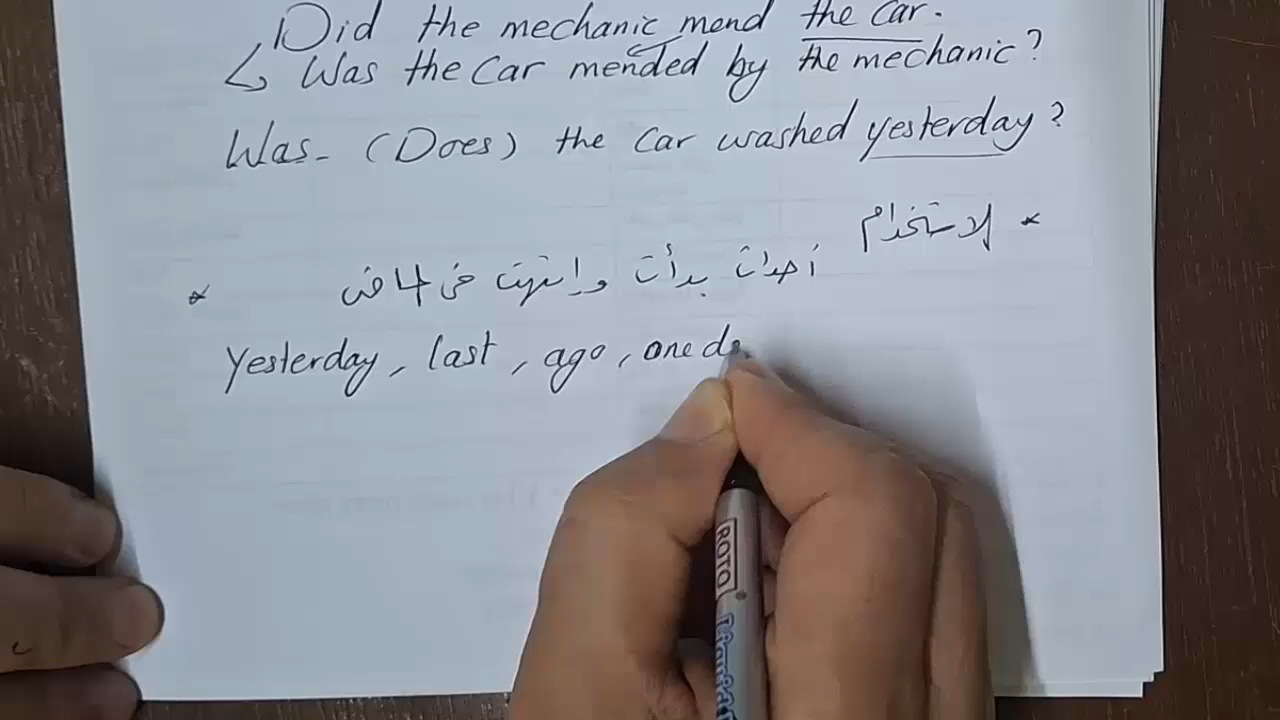 Did the mechanic mend the car.
Was the car mended by the mechanic?
Was - (Does) the car washed yesterday?
* الاستخدام
* أحداث بدأت وانتهت في الماضي
Yesterday, last, ago, one da
ROTO